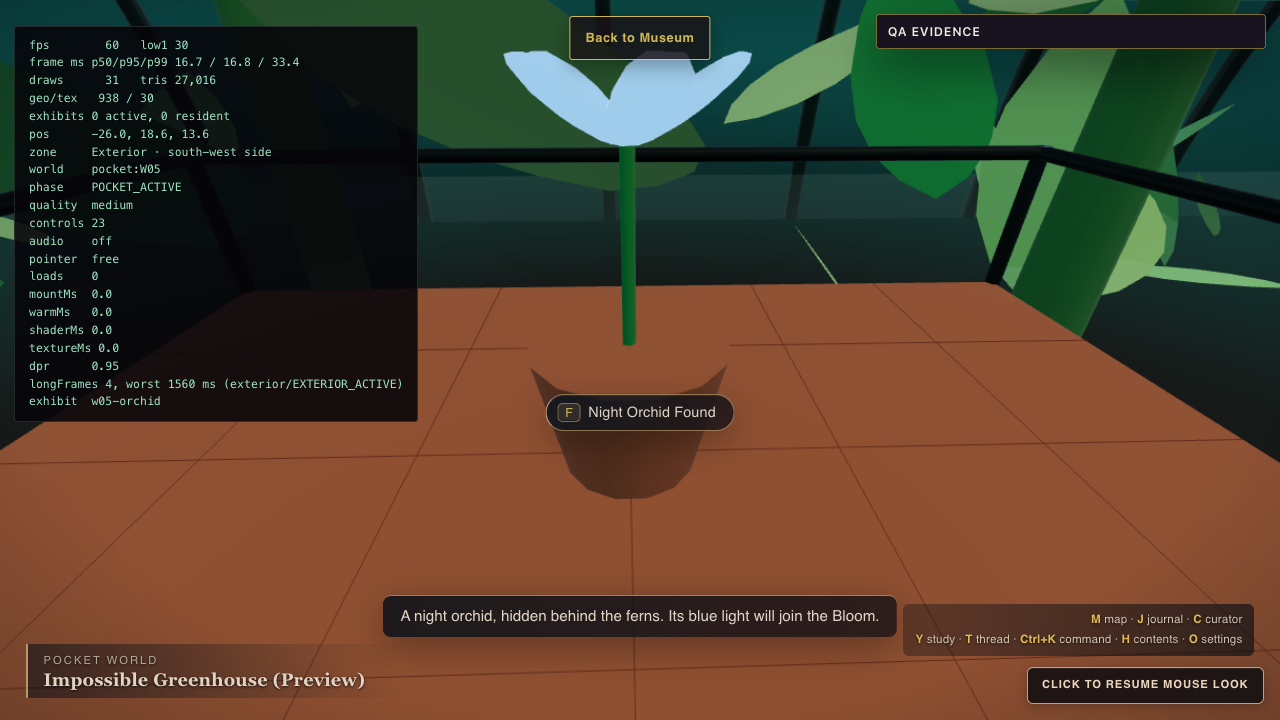 fps 60 low1 30
frame ms p50/p95/p99 16.7 / 16.8 / 33.4
draws 31 tris 27,016
geo/tex 938 / 30
exhibits 0 active, 0 resident
pos −26.0, 18.6, 13.6
zone Exterior · south-west side
world pocket:W05
phase POCKET_ACTIVE
quality medium
controls 23
audio off
pointer free
loads 0
mountMs 0.0
warmMs 0.0
shaderMs 0.0
textureMs 0.0
dpr 0.95
longFrames 4, worst 1560 ms (exterior/EXTERIOR_ACTIVE)
exhibit w05-orchid
Back to Museum
QA EVIDENCE
F Night Orchid Found
A night orchid, hidden behind the ferns. Its blue light will join the Bloom.
M map · J journal · C curator
Y study · T thread · Ctrl+K command · H contents · O settings
POCKET WORLD
Impossible Greenhouse (Preview)
CLICK TO RESUME MOUSE LOOK